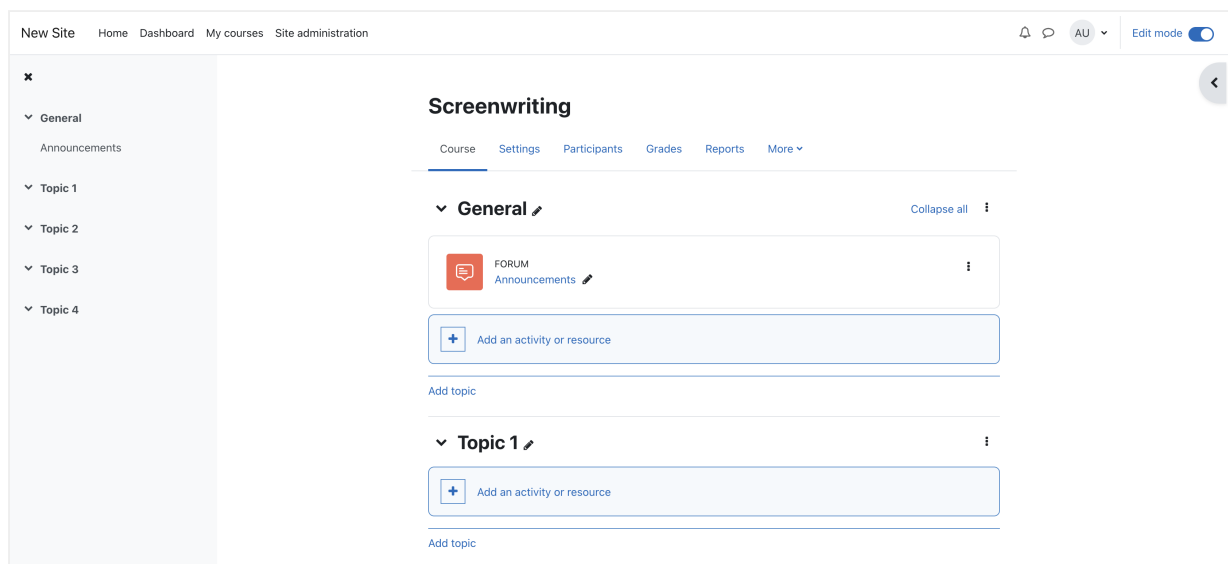 New Site Home Dashboard My courses Site administration AU Edit mode
General
Announcements
Topic 1
Topic 2
Topic 3
Topic 4
Screenwriting
Course Settings Participants Grades Reports More
General Collapse all
FORUM
Announcements
Add an activity or resource
Add topic
Topic 1
Add an activity or resource
Add topic